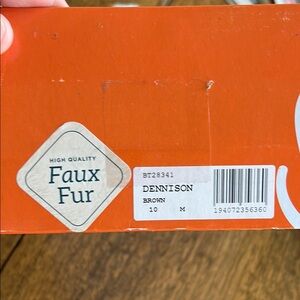 HIGH QUALITY
Faux
Fur
BT28341
DENNISON
BROWN
10 M
194072356360